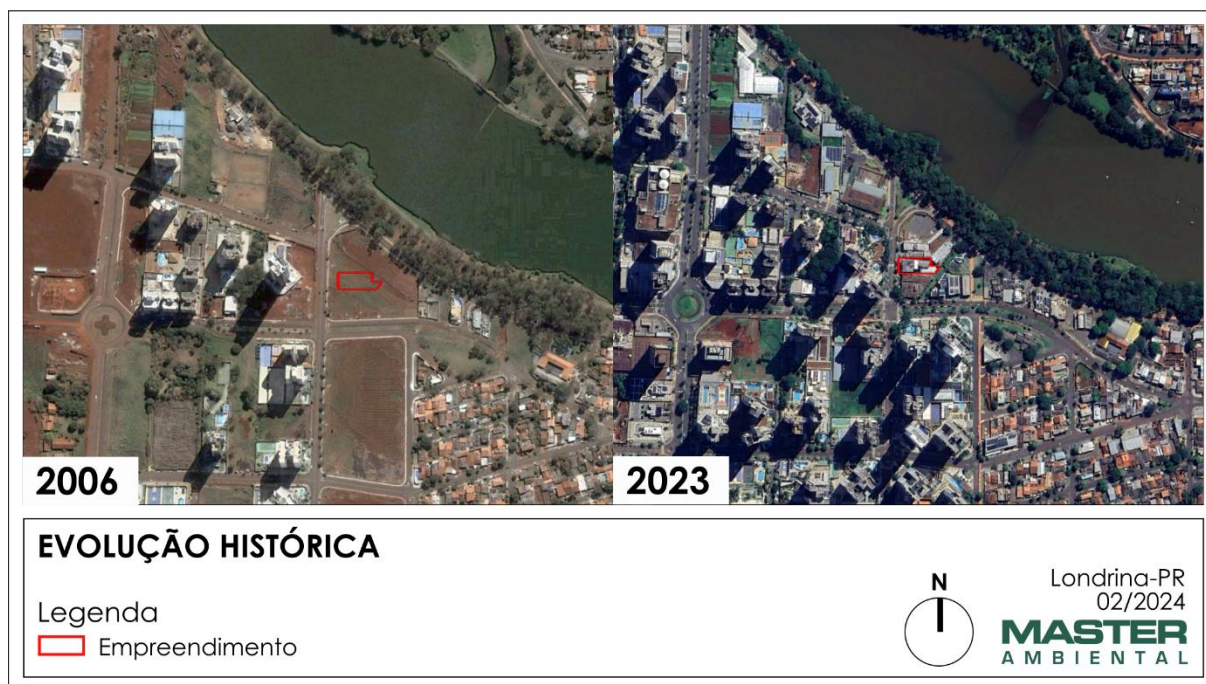 2006
2023
EVOLUÇÃO HISTÓRICA
Legenda
Empreendimento
N
Londrina-PR
02/2024
MASTER
AMBIENTAL